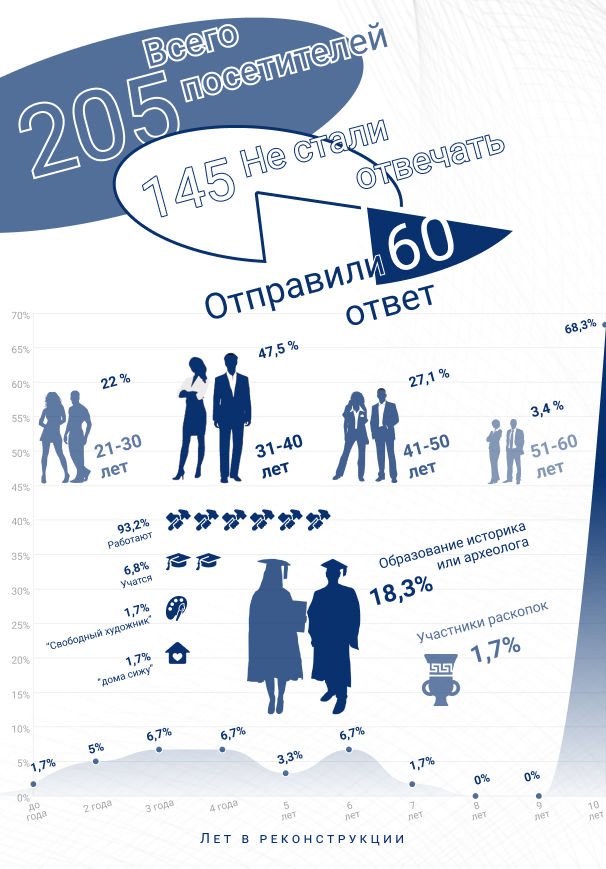 Всего
205 посетителей
145 Не стали
отвечать
Отправили 60
ответ
70%
65%
60%
55%
50%
45%
40%
35%
30%
25%
20%
15%
10%
5%
0%
68,3%
22 %
21-30
лет
47,5 %
31-40
лет
27,1 %
41-50
лет
3,4 %
51-60
лет
93,2%
Работают
6,8%
Учатся
1,7%
"Свободный художник"
1,7%
"дома сижу"
Образование историка
или археолога
18,3%
Участники раскопок
1,7%
1,7%
5%
6,7%
6,7%
3,3%
6,7%
1,7%
0%
0%
до
года
2 года
3 года
4 года
5
лет
6
лет
7
лет
8
лет
9
лет
10
лет
Лет в реконструкции